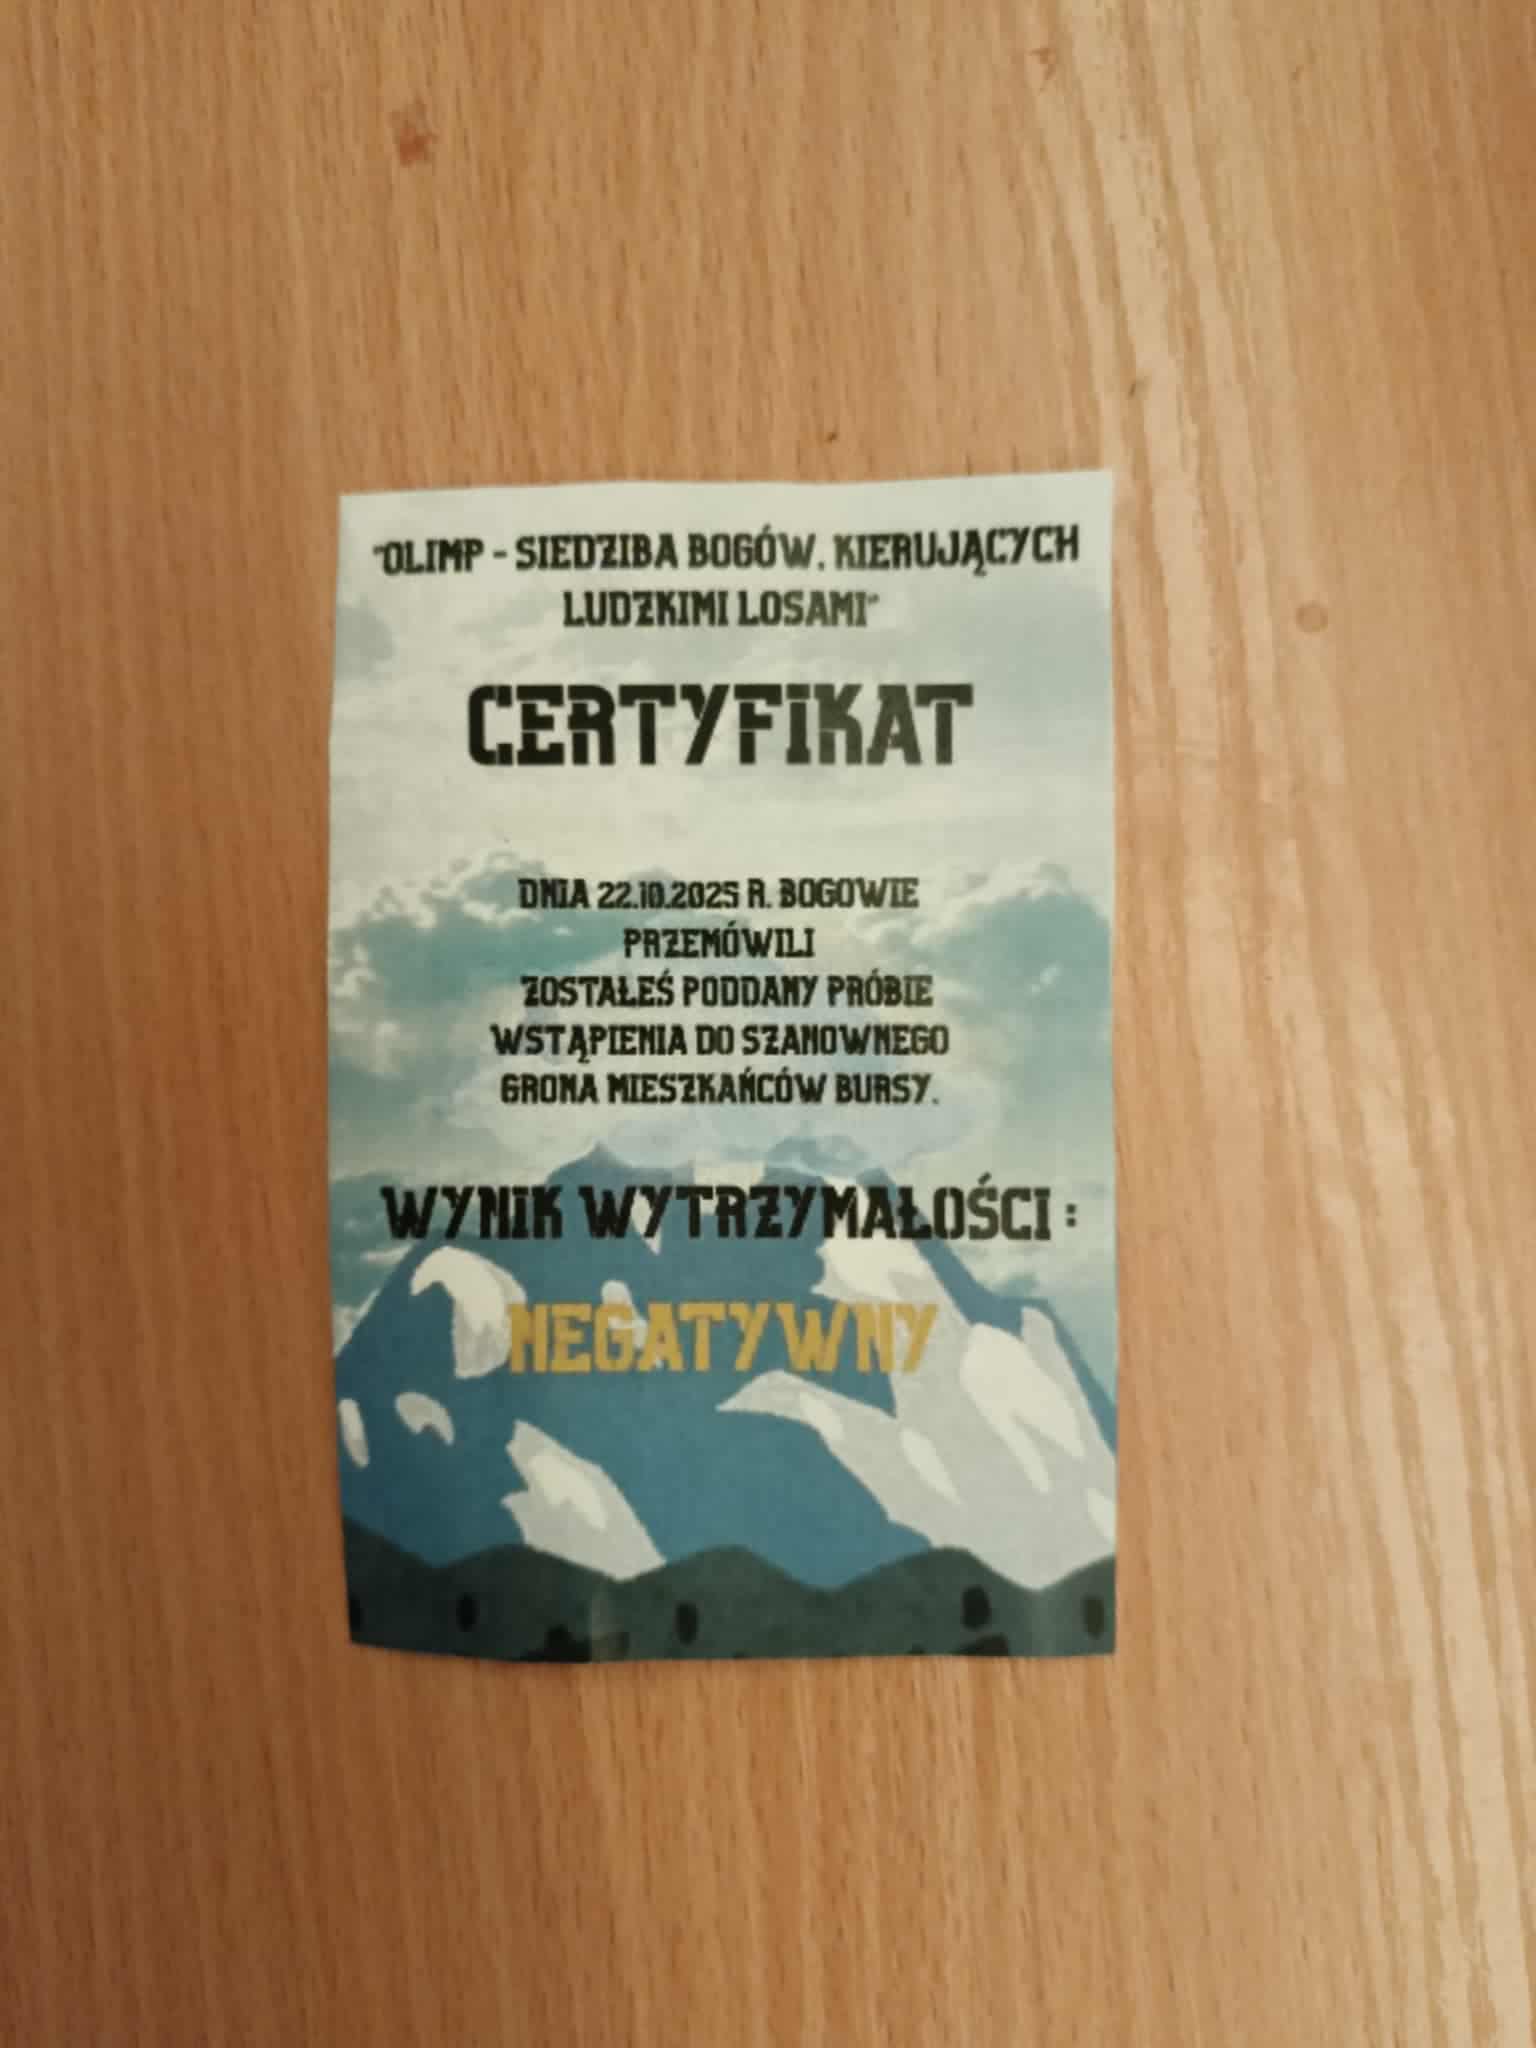 "OLIMP - SIEDZIBA BOGÓW, KIERUJĄCYCH
LUDZKIMI LOSAMI"
CERTYFIKAT
DNIA 22.10.2025 R. BOGOWIE
PRZEMÓWILI
ZOSTAŁEŚ PODDANY PRÓBIE
WSTĄPIENIA DO SZANOWNEGO
GRONA MIESZKAŃCÓW BURSY.
WYNIK WYTRZYMAŁOŚCI :
NEGATYWNY